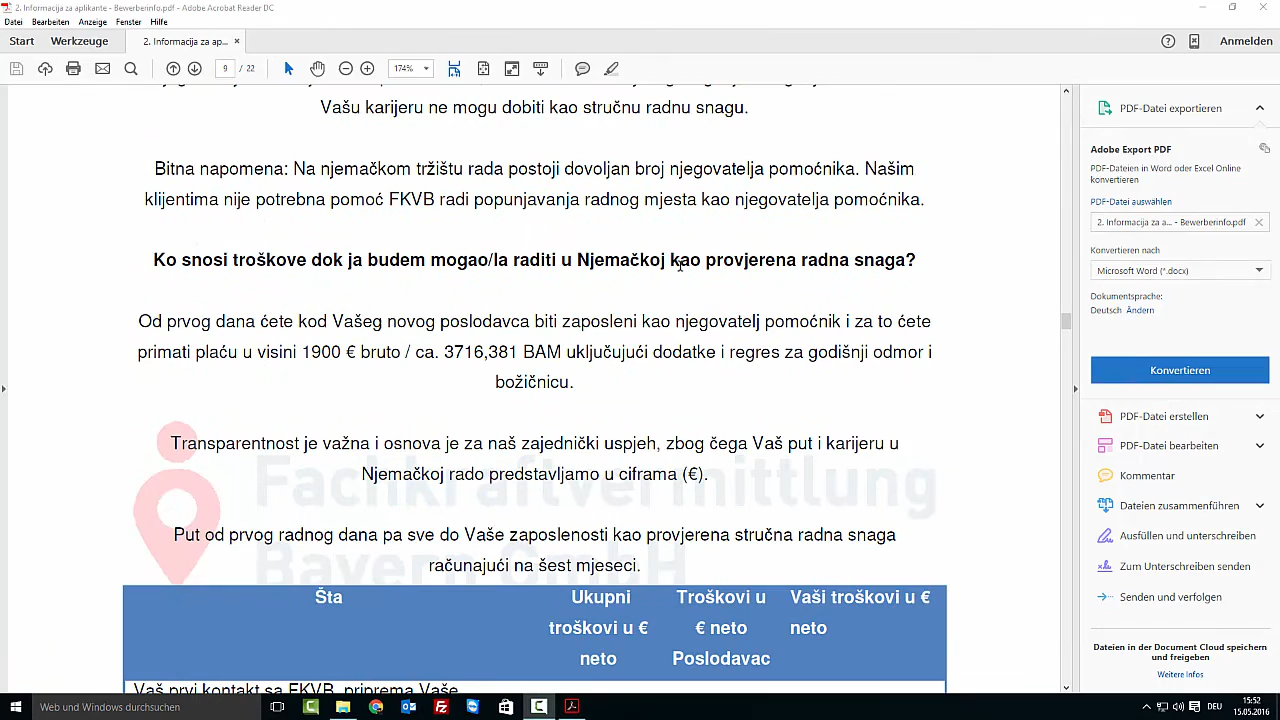 2. Informacija za aplikante - Bewerberinfo.pdf - Adobe Acrobat Reader DC
Datei Bearbeiten Anzeige Fenster Hilfe
Start Werkzeuge 2. Informacija za ap... × Anmelden
9 / 22 174%
Vašu karijeru ne mogu dobiti kao stručnu radnu snagu.
Bitna napomena: Na njemačkom tržištu rada postoji dovoljan broj njegovatelja pomoćnika. Našim
klijentima nije potrebna pomoć FKVB radi popunjavanja radnog mjesta kao njegovatelja pomoćnika.
Ko snosi troškove dok ja budem mogao/la raditi u Njemačkoj kao provjerena radna snaga?
Od prvog dana ćete kod Vašeg novog poslodavca biti zaposleni kao njegovatelj pomoćnik i za to ćete
primati plaću u visini 1900 € bruto / ca. 3716,381 BAM uključujući dodatke i regres za godišnji odmor i
božičnicu.
Transparentnost je važna i osnova je za naš zajednički uspjeh, zbog čega Vaš put i karijeru u
Njemačkoj rado predstavljamo u ciframa (€).
Fachkraftvermittlung
Bayern GmbH
Put od prvog radnog dana pa sve do Vaše zaposlenosti kao provjerena stručna radna snaga
računajući na šest mjeseci.
Šta Ukupni Troškovi u Vaši troškovi u €
troškovi u € € neto neto
neto Poslodavac
Vaš prvi kontakt sa FKVB, priprema Vaše
PDF-Datei exportieren
Adobe Export PDF
PDF-Dateien in Word oder Excel Online
konvertieren
PDF-Datei auswählen
2. Informacija za a... - Bewerberinfo.pdf ×
Konvertieren nach
Microsoft Word (*.docx)
Dokumentsprache:
Deutsch Ändern
Konvertieren
PDF-Datei erstellen
PDF-Datei bearbeiten
Kommentar
Dateien zusammenführen
Ausfüllen und unterschreiben
Zum Unterschreiben senden
Senden und verfolgen
Dateien in der Document Cloud speichern
und freigeben
Weitere Infos
Web und Windows durchsuchen
DEU
15:52
15.05.2016